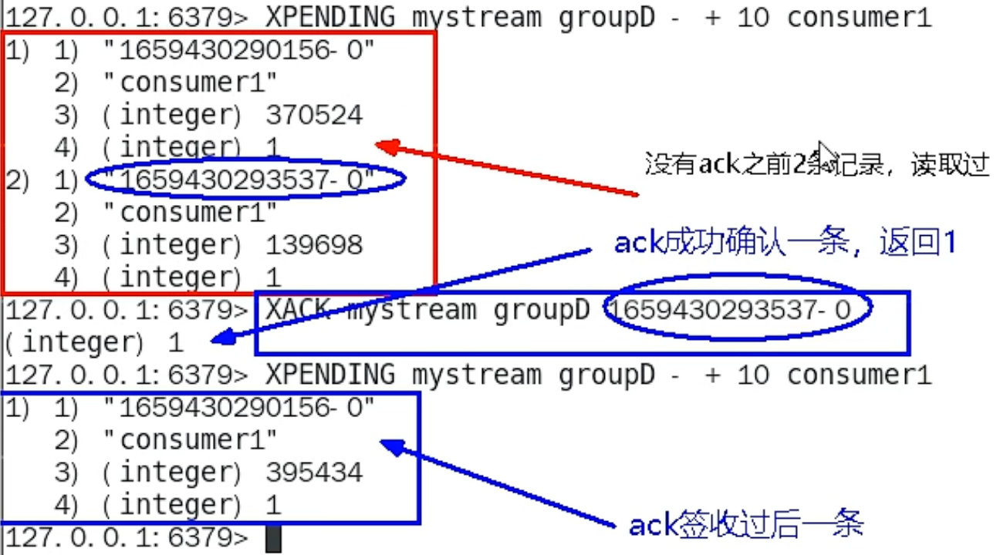 127.0.0.1:6379> XPENDING mystream groupD - + 10 consumer1
1) 1) "1659430290156-0"
2) "consumer1"
3) (integer) 370524
4) (integer) 1
没有ack之前2条记录，读取过
2) 1) "1659430293537-0"
2) "consumer1"
ack成功确认一条，返回1
3) (integer) 139698
4) (integer) 1
127.0.0.1:6379> XACK mystream groupD 1659430293537-0
(integer) 1
127.0.0.1:6379> XPENDING mystream groupD - + 10 consumer1
1) 1) "1659430290156-0"
2) "consumer1"
3) (integer) 395434
4) (integer) 1
ack签收过后一条
127.0.0.1:6379>